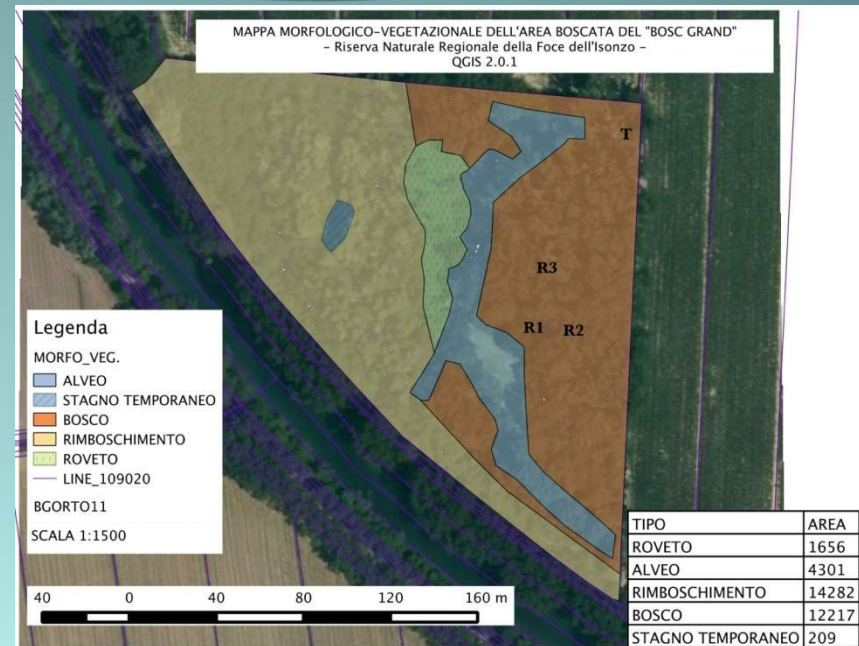 MAPPA MORFOLOGICO-VEGETAZIONALE DELL'AREA BOSCATA DEL "BOSC GRAND"
– Riserva Naturale Regionale della Foce dell'Isonzo –
QGIS 2.0.1
T
R3
R1 R2
Legenda
MORFO_VEG.
ALVEO
STAGNO TEMPORANEO
BOSCO
RIMBOSCHIMENTO
ROVETO
LINE_109020
BGORTO11
SCALA 1:1500
40 0 40 80 120 160 m
TIPO AREA
ROVETO 1656
ALVEO 4301
RIMBOSCHIMENTO 14282
BOSCO 12217
STAGNO TEMPORANEO 209